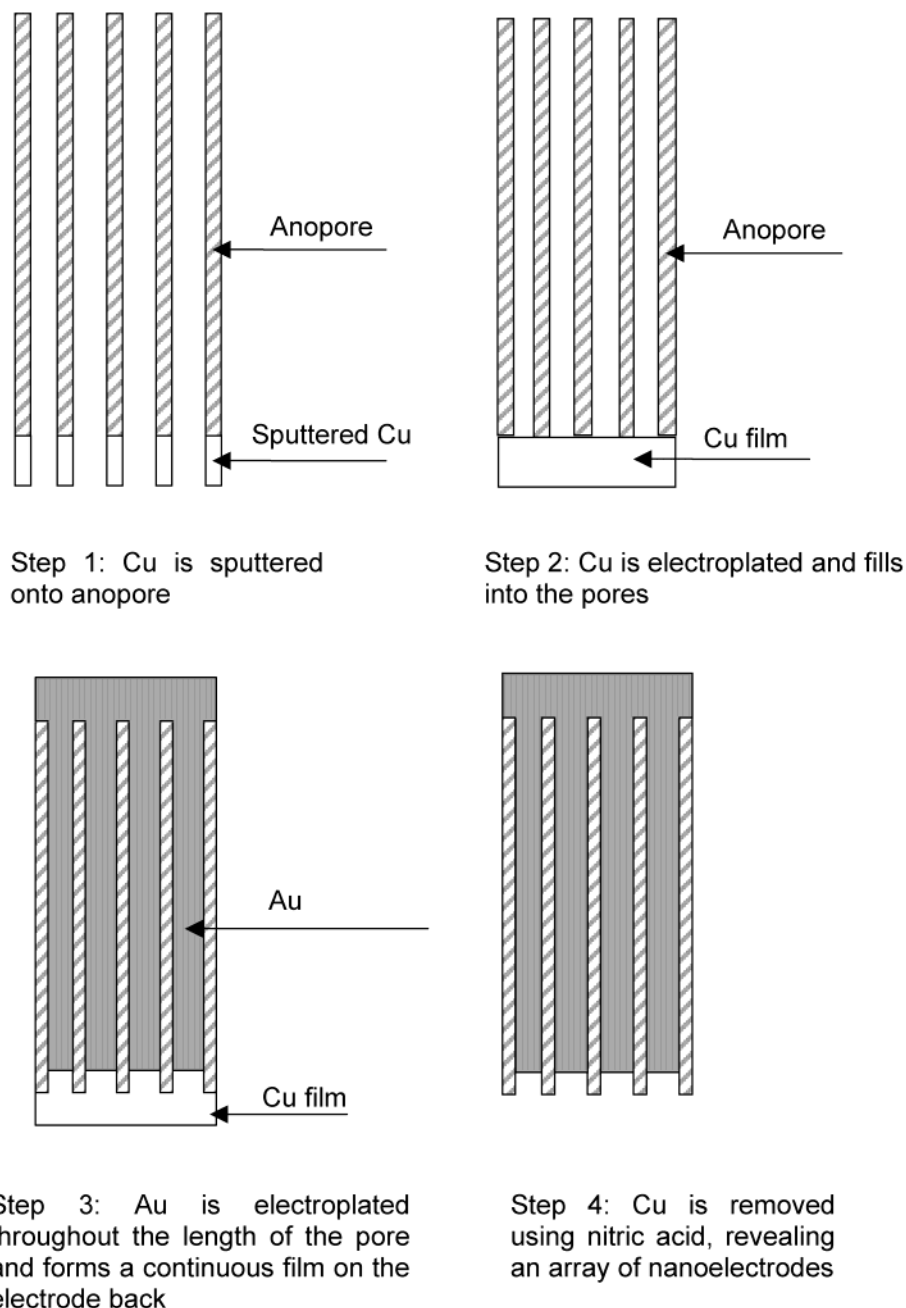 Anopore
Anopore
Sputtered Cu
Cu film
Step 1: Cu is sputtered
onto anopore
Step 2: Cu is electroplated and fills
into the pores
Au
Cu film
Step 3: Au is electroplated
throughout the length of the pore
and forms a continuous film on the
electrode back
Step 4: Cu is removed
using nitric acid, revealing
an array of nanoelectrodes